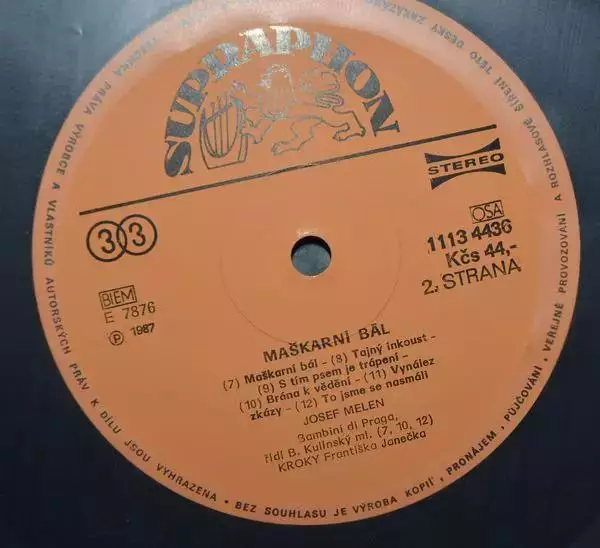 SUPRAPHON
STEREO
33
OSA
1113 4436
Kčs 44,-
2. STRANA
BIEM
E 7876
Ⓟ 1987
MAŠKARNÍ BÁL
(7) Maškarní bál - (8) Tajný inkoust -
(9) S tím psem je trápení -
(10) Brána k vědění - (11) Vynález
zkázy - (12) To jsme se nasmáli
JOSEF MELEN
Bambini di Praga,
řídí B. Kulínský ml. (7, 10, 12)
KROKY Františka Janečka
PRÁVA VÝROBCE A VLASTNÍKŮ AUTORSKÝCH PRÁV K DÍLU JSOU VYHRAZENA • BEZ SOUHLASU JE VÝROBA KOPIÍ, PRONÁJEM, PŮJČOVÁNÍ, VEŘEJNÉ PROVOZOVÁNÍ A ROZHLASOVÉ ŠÍŘENÍ TÉTO DESKY ZAKÁZÁNO